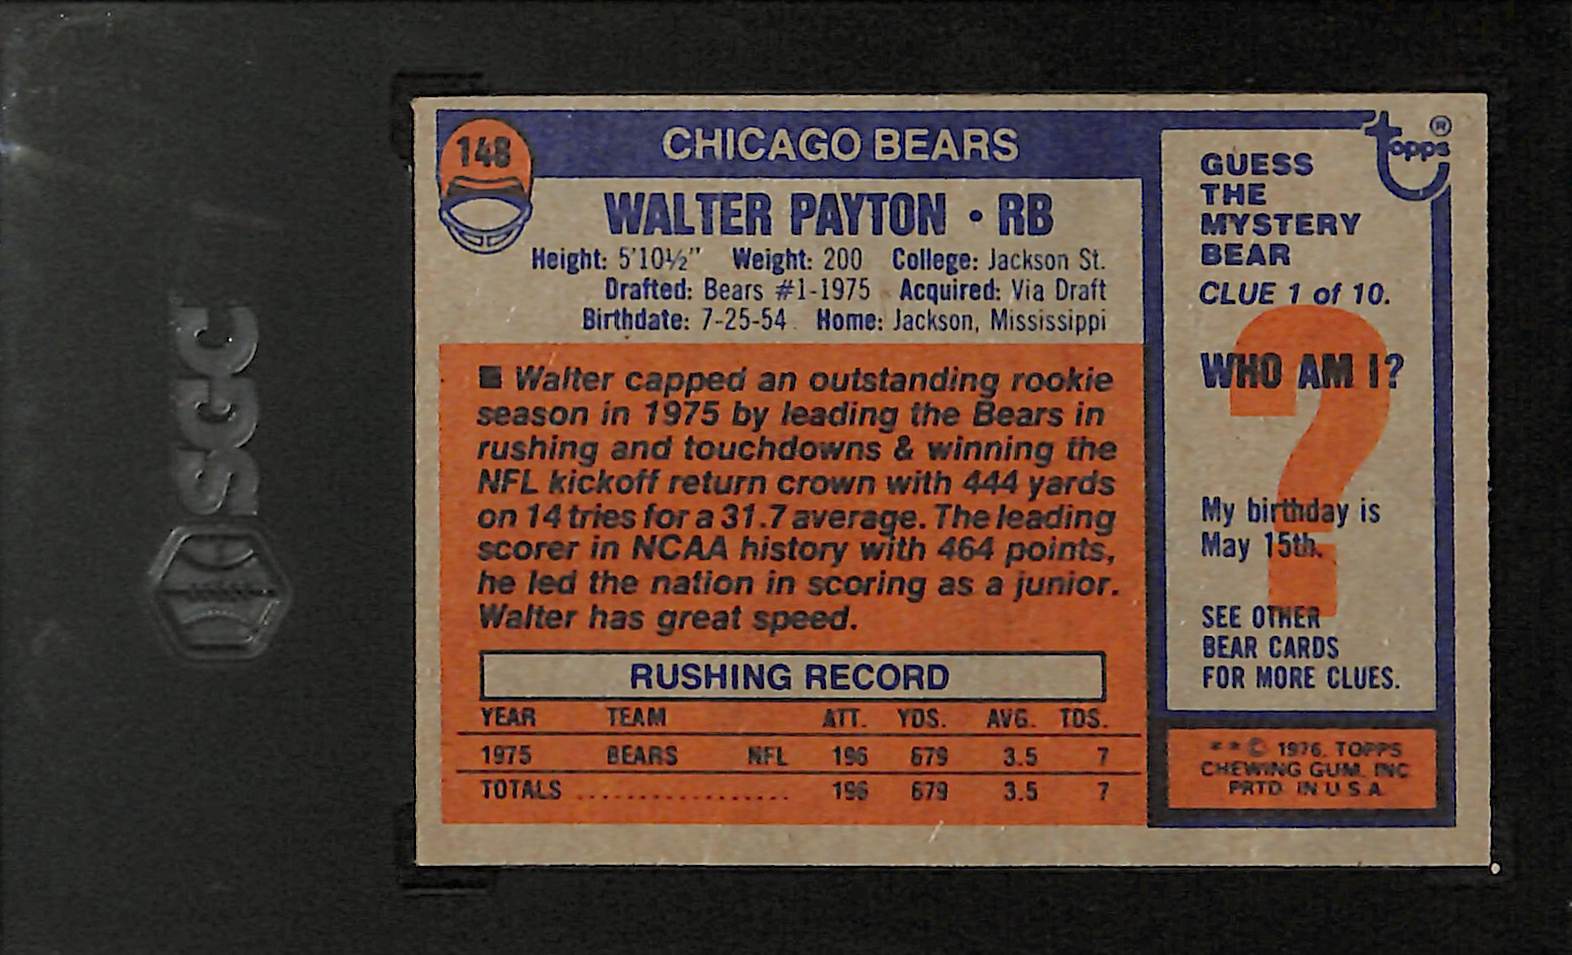 SGC
148
CHICAGO BEARS
WALTER PAYTON • RB
Height: 5'10½" Weight: 200 College: Jackson St.
Drafted: Bears #1-1975 Acquired: Via Draft
Birthdate: 7-25-54 Home: Jackson, Mississippi
■ Walter capped an outstanding rookie
season in 1975 by leading the Bears in
rushing and touchdowns & winning the
NFL kickoff return crown with 444 yards
on 14 tries for a 31.7 average. The leading
scorer in NCAA history with 464 points,
he led the nation in scoring as a junior.
Walter has great speed.
RUSHING RECORD
YEAR TEAM ATT. YDS. AVG. TDS.
1975 BEARS NFL 196 679 3.5 7
TOTALS .................. 196 679 3.5 7
topps ®
GUESS
THE
MYSTERY
BEAR
CLUE 1 of 10.
?
WHO AM I?
My birthday is
May 15th.
SEE OTHER
BEAR CARDS
FOR MORE CLUES.
* * © 1976. TOPPS
CHEWING GUM. INC
PRTD. IN U.S.A.